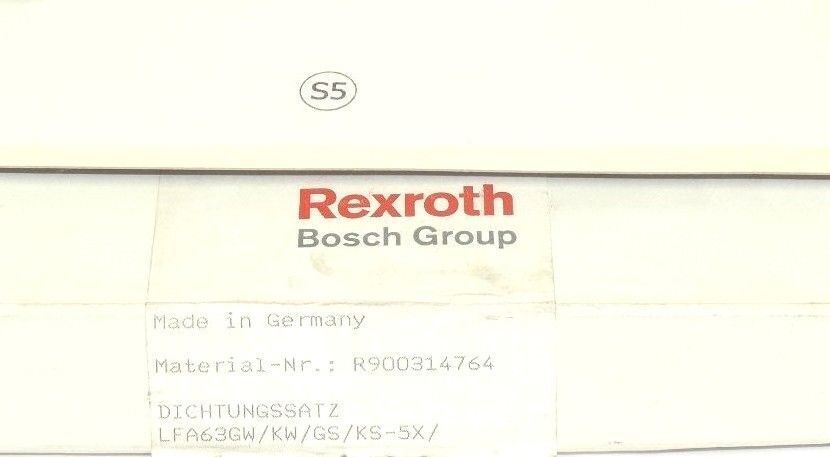 S5
Rexroth
Bosch Group
Made in Germany
Material-Nr.: R900314764
DICHTUNGSSATZ
LFA63GW/KW/GS/KS-5X/